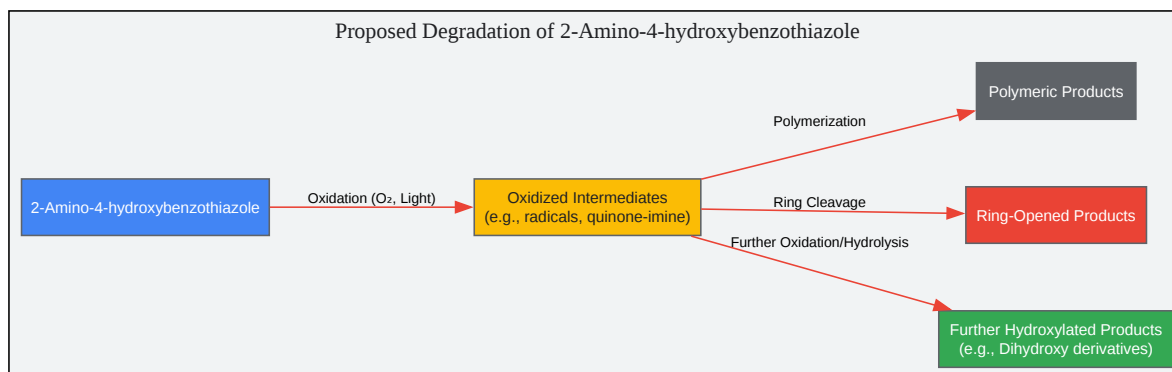 Proposed Degradation of 2-Amino-4-hydroxybenzothiazole
Polymeric Products
Polymerization
2-Amino-4-hydroxybenzothiazole
Oxidation (O₂, Light)
Oxidized Intermediates
(e.g., radicals, quinone-imine)
Ring Cleavage
Ring-Opened Products
Further Oxidation/Hydrolysis
Further Hydroxylated Products
(e.g., Dihydroxy derivatives)